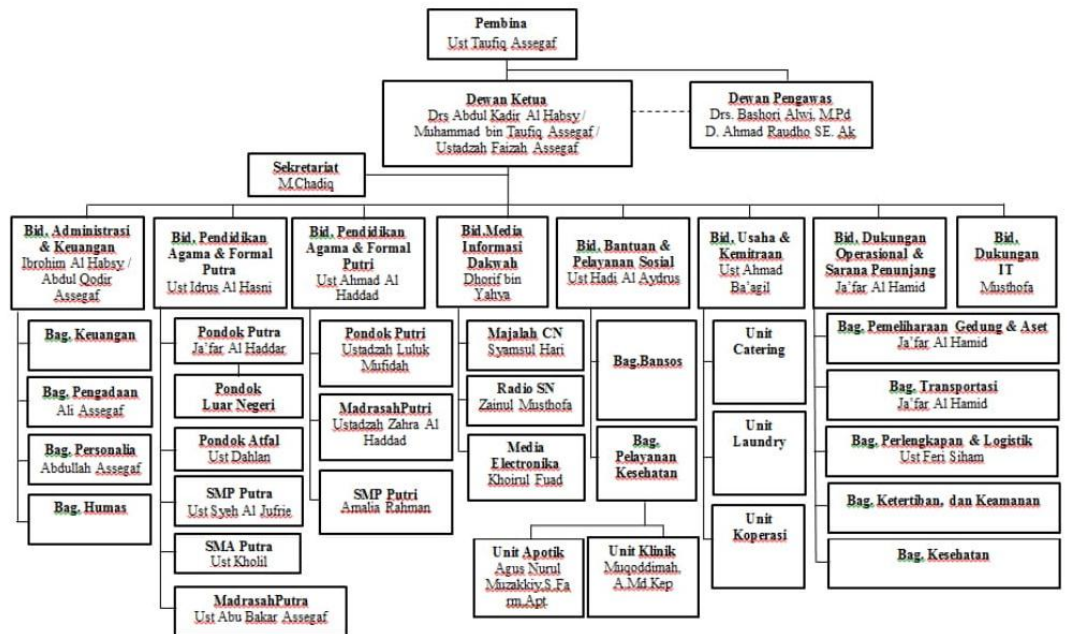 Pembina
Ust Taufiq Assegaf
Dewan Ketua
Drs Abdul Kadir Al Habsy /
Muhammad bin Taufiq Assegaf /
Ustadzah Faizah Assegaf
Dewan Pengawas
Drs. Bashori Alwi, M.Pd
D. Ahmad Raudho SE. Ak
Sekretariat
M.Chadiq
Bid, Administrasi
& Keuangan
Ibrohim Al Habsy /
Abdul Qodir
Assegaf
Bid, Pendidikan
Agama & Formal
Putra
Ust Idrus Al Hasni
Bid, Pendidikan
Agama & Formal
Putri
Ust Ahmad Al
Haddad
Bid.Media
Informasi
Dakwah
Dhorif bin
Yahya
Bid, Bantuan &
Pelayanan Sosial
Ust Hadi Al Aydrus
Bid, Usaha &
Kemitraan
Ust Ahmad
Ba'agil
Bid, Dukungan
Operasional &
Sarana Penunjang
Ja'far Al Hamid
Bid,
Dukungan
IT
Musthofa
Bag, Keuangan
Bag, Pengadaan
Ali Assegaf
Bag, Personalia
Abdullah Assegaf
Bag, Humas
Pondok Putra
Ja'far Al Haddar
Pondok
Luar Negeri
Pondok Atfal
Ust Dahlan
SMP Putra
Ust Syeh Al Jufrie
SMA Putra
Ust Kholil
MadrasahPutra
Ust Abu Bakar Assegaf
Pondok Putri
Ustadzah Luluk
Mufidah
MadrasahPutri
Ustadzah Zahra Al
Haddad
SMP Putri
Amalia Rahman
Majalah CN
Syamsul Hari
Radio SN
Zainul Musthofa
Media
Electronika
Khoirul Fuad
Bag.Bansos
Bag,
Pelayanan
Kesehatan
Unit Apotik
Agus Nurul
Muzakkiy,S.Fa
rm,Apt
Unit Klinik
Muqoddimah,
A.Md Kep
Unit
Catering
Unit
Laundry
Unit
Koperasi
Bag, Pemeliharaan Gedung & Aset
Ja'far Al Hamid
Bag, Transportasi
Ja'far Al Hamid
Bag, Perlengkapan & Logistik
Ust Feri Siham
Bag, Ketertiban, dan Keamanan
Bag, Kesehatan